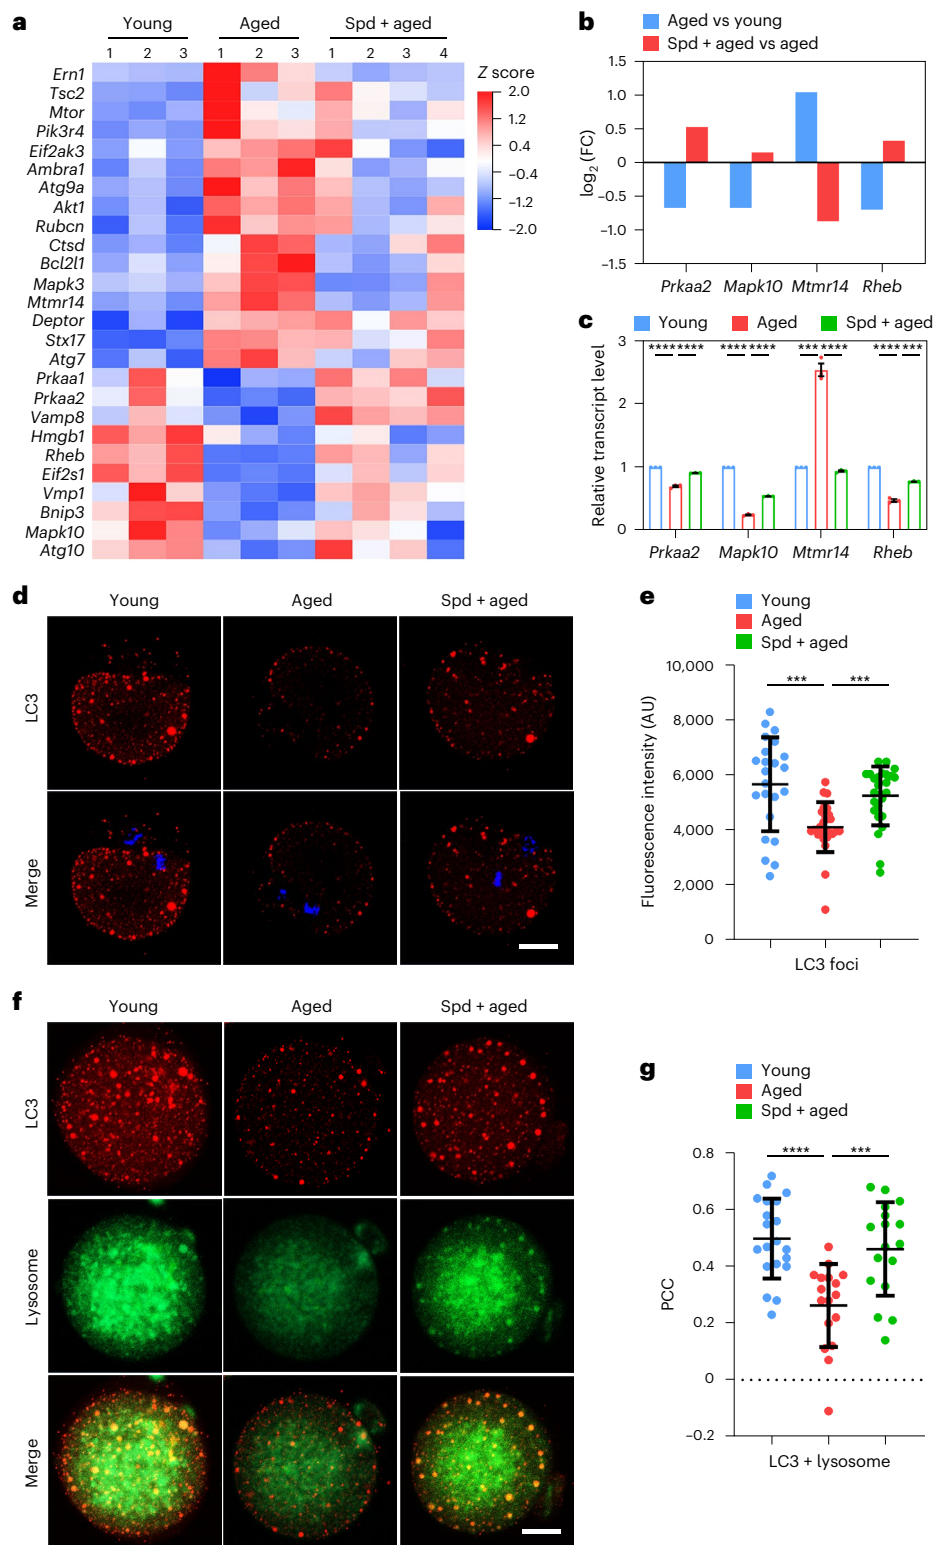 a
Young
Aged
Spd + aged
1 2 3 1 2 3 1 2 3 4
Ern1
Tsc2
Mtor
Pik3r4
Eif2ak3
Ambra1
Atg9a
Akt1
Rubcn
Ctsd
Bcl2l1
Mapk3
Mtmr14
Deptor
Stx17
Atg7
Prkaa1
Prkaa2
Vamp8
Hmgb1
Rheb
Eif2s1
Vmp1
Bnip3
Mapk10
Atg10
Z score
2.0
1.2
0.4
−0.4
−1.2
−2.0
b
Aged vs young
Spd + aged vs aged
log2(FC)
1.5
1.0
0.5
0
−0.5
−1.0
−1.5
Prkaa2 Mapk10 Mtmr14 Rheb
c
Young Aged Spd + aged
Relative transcript level
3
2
1
0
**** **** **** **** *** **** **** ***
Prkaa2 Mapk10 Mtmr14 Rheb
d
Young Aged Spd + aged
LC3
Merge
e
Young
Aged
Spd + aged
Fluorescence intensity (AU)
10,000
8,000
6,000
4,000
2,000
0
*** ***
LC3 foci
f
Young Aged Spd + aged
LC3
Lysosome
Merge
g
Young
Aged
Spd + aged
PCC
0.8
0.6
0.4
0.2
0
−0.2
**** ***
LC3 + lysosome